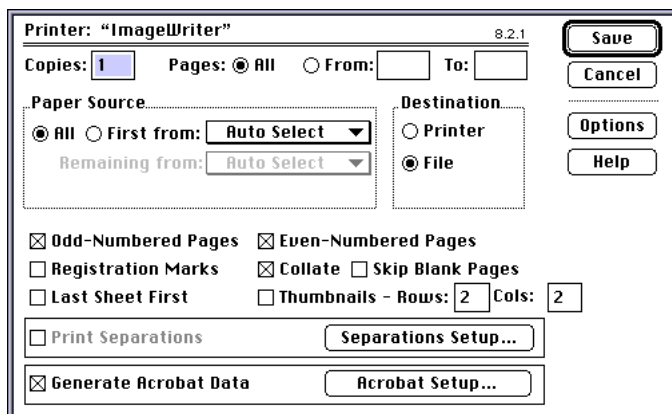 Printer: “ImageWriter” 8.2.1 Save
Copies: 1 Pages: All From: To: Cancel
Paper Source Destination
All First from: Auto Select Printer Options
Remaining from: Auto Select File Help
Odd-Numbered Pages Even-Numbered Pages
Registration Marks Collate Skip Blank Pages
Last Sheet First Thumbnails - Rows: 2 Cols: 2
Print Separations Separations Setup...
Generate Acrobat Data Acrobat Setup...